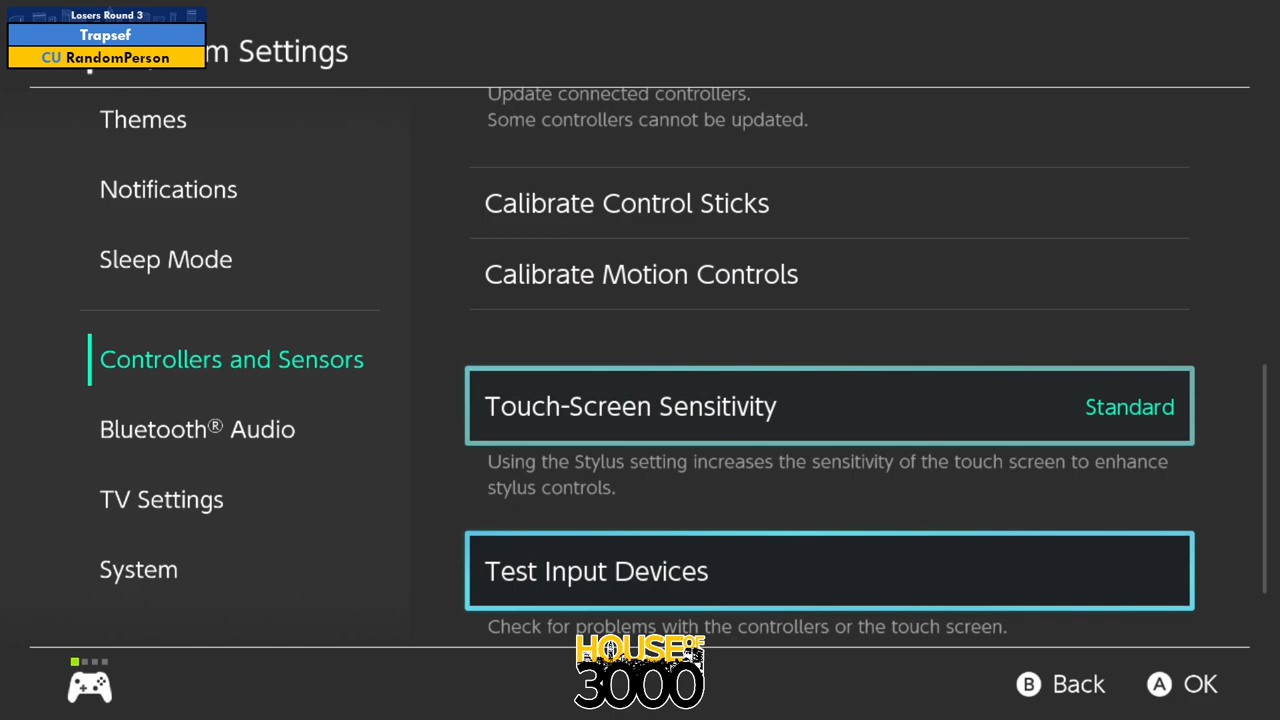 Losers Round 3
Trapsef
CU RandomPerson
m Settings
Themes
Notifications
Sleep Mode
Controllers and Sensors
Bluetooth® Audio
TV Settings
System
Update connected controllers.
Some controllers cannot be updated.
Calibrate Control Sticks
Calibrate Motion Controls
Touch-Screen Sensitivity Standard
Using the Stylus setting increases the sensitivity of the touch screen to enhance
stylus controls.
Test Input Devices
Check for problems with the controllers or the touch screen.
HOUSE OF
3000
B Back A OK